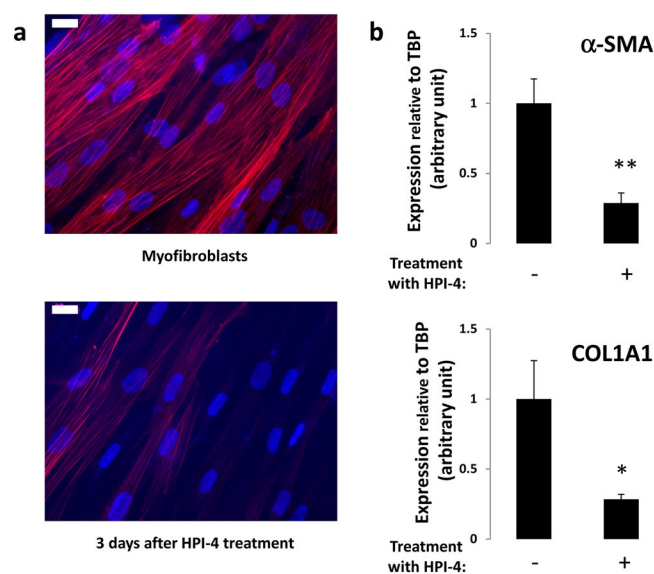 a
Myofibroblasts
3 days after HPI-4 treatment
b
α-SMA
Expression relative to TBP
(arbitrary unit)
1.5
1
0.5
0
**
Treatment
with HPI-4:
-
+
COL1A1
Expression relative to TBP
(arbitrary unit)
1.5
1
0.5
0
*
Treatment
with HPI-4:
-
+